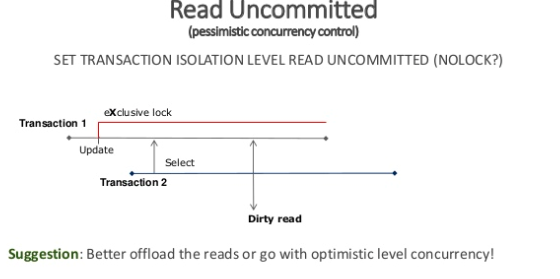 Read Uncommitted
(pessimistic concurrency control)
SET TRANSACTION ISOLATION LEVEL READ UNCOMMITTED (NOLOCK?)
eXclusive lock
Transaction 1
Update
Select
Transaction 2
Dirty read
Suggestion: Better offload the reads or go with optimistic level concurrency!